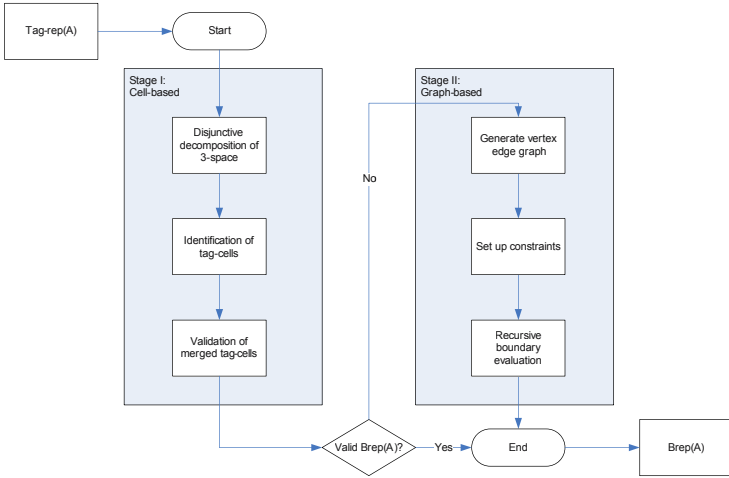 Tag-rep(A)
Start
Stage I:
Cell-based
Disjunctive
decomposition of
3-space
Identification of
tag-cells
Validation of
merged tag-cells
Stage II:
Graph-based
Generate vertex
edge graph
Set up constraints
Recursive
boundary
evaluation
No
Valid Brep(A)?
Yes
End
Brep(A)